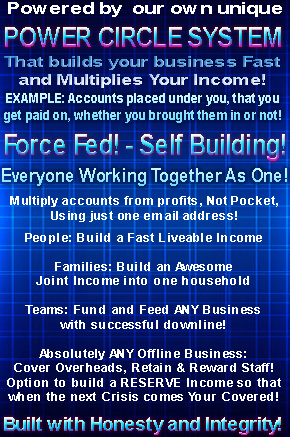 Powered by our own unique
POWER CIRCLE SYSTEM
That builds your business Fast
and Multiplies Your Income!
EXAMPLE: Accounts placed under you, that you
get paid on, whether you brought them in or not!
Force Fed! - Self Building!
Everyone Working Together As One!
Multiply accounts from profits, Not Pocket,
Using just one email address!
People: Build a Fast Liveable Income
Families: Build an Awesome
Joint Income into one household
Teams: Fund and Feed ANY Business
with successful downline!
Absolutely ANY Offline Business:
Cover Overheads, Retain & Reward Staff!
Option to build a RESERVE Income so that
when the next Crisis comes Your Covered!
Built with Honesty and Integrity!